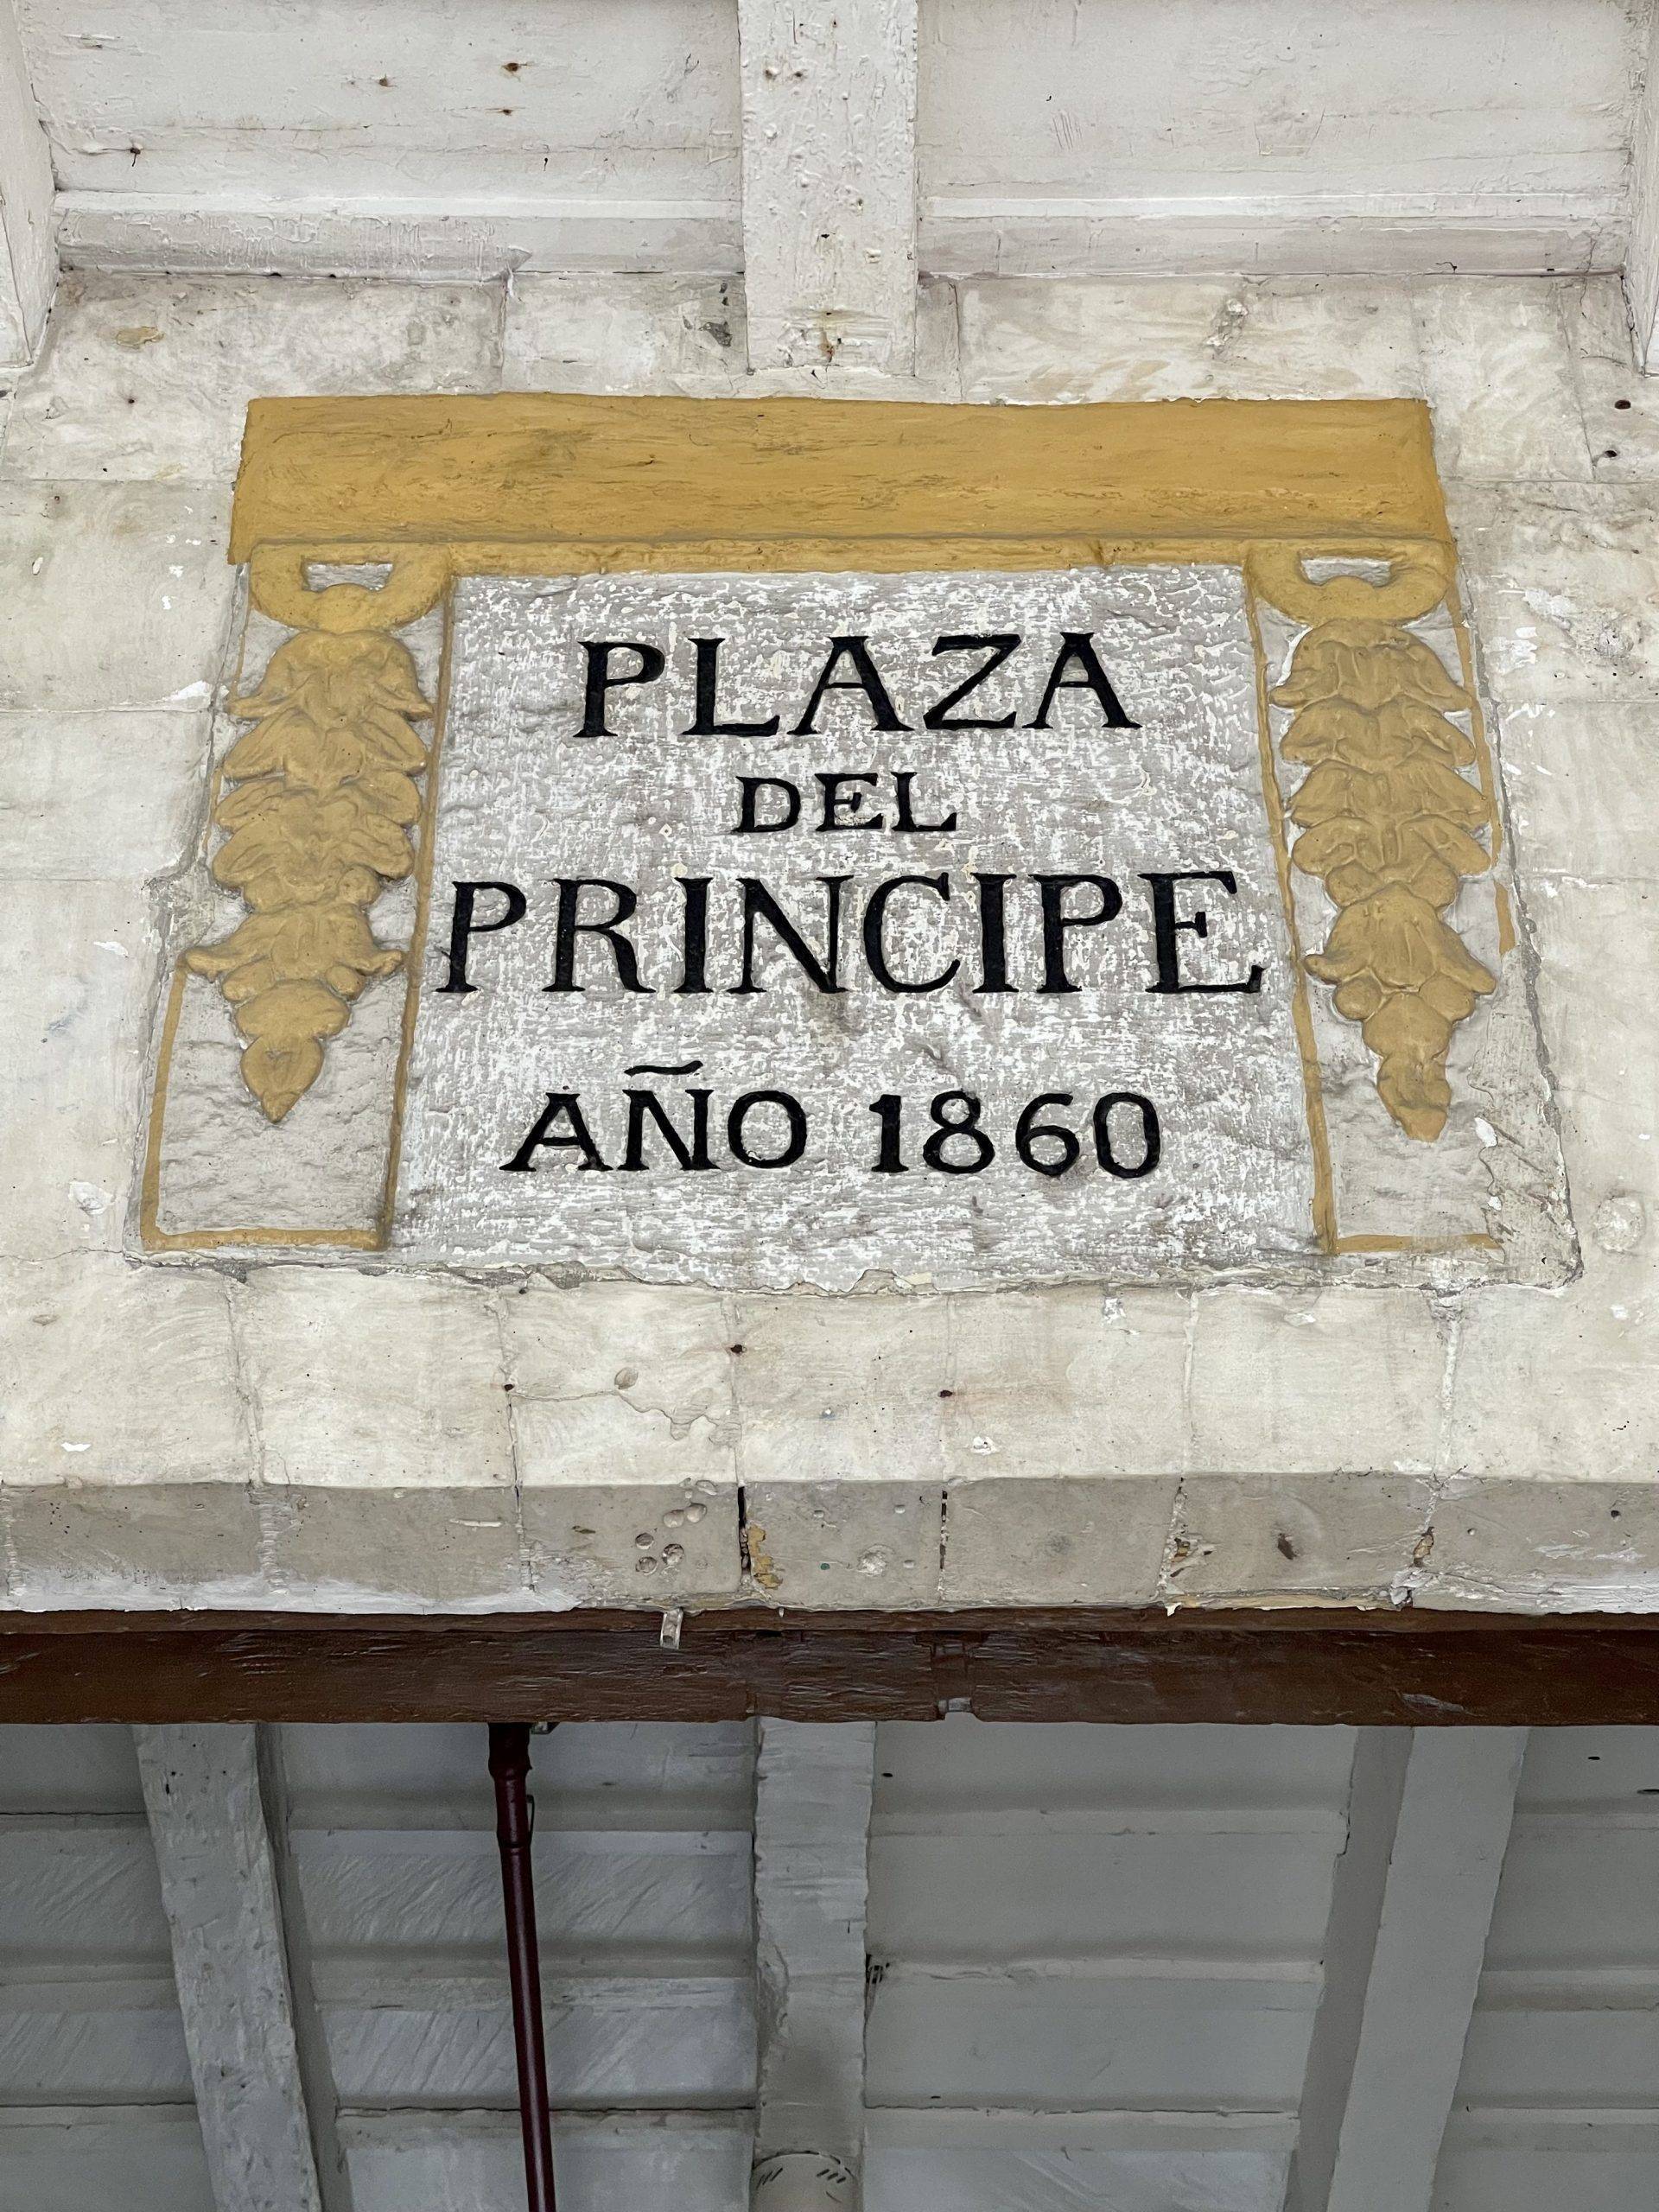 PLAZA
DEL
PRINCIPE
AÑO 1860